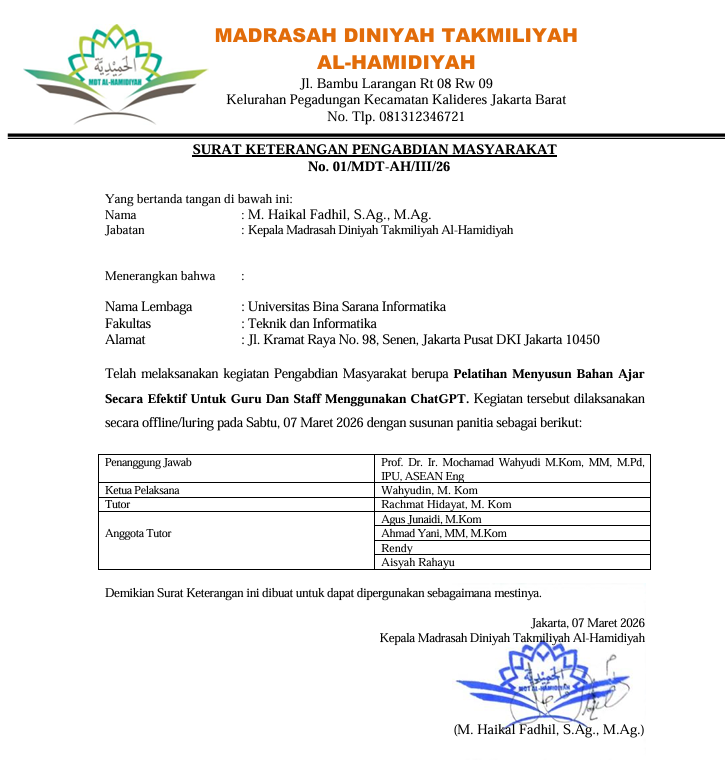 MADRASAH DINIYAH TAKMILIYAH
AL-HAMIDIYAH
Jl. Bambu Larangan Rt 08 Rw 09
Kelurahan Pegadungan Kecamatan Kalideres Jakarta Barat
No. Tlp. 081312346721
الحميدية
MDT AL-HAMIDIYAH
SURAT KETERANGAN PENGABDIAN MASYARAKAT
No. 01/MDT-AH/III/26
Yang bertanda tangan di bawah ini:
Nama : M. Haikal Fadhil, S.Ag., M.Ag.
Jabatan : Kepala Madrasah Diniyah Takmiliyah Al-Hamidiyah
Menerangkan bahwa :
Nama Lembaga : Universitas Bina Sarana Informatika
Fakultas : Teknik dan Informatika
Alamat : Jl. Kramat Raya No. 98, Senen, Jakarta Pusat DKI Jakarta 10450
Telah melaksanakan kegiatan Pengabdian Masyarakat berupa Pelatihan Menyusun Bahan Ajar
Secara Efektif Untuk Guru Dan Staff Menggunakan ChatGPT. Kegiatan tersebut dilaksanakan
secara offline/luring pada Sabtu, 07 Maret 2026 dengan susunan panitia sebagai berikut:
Penanggung Jawab Prof. Dr. Ir. Mochamad Wahyudi M.Kom, MM, M.Pd,
IPU, ASEAN Eng
Ketua Pelaksana Wahyudin, M. Kom
Tutor Rachmat Hidayat, M. Kom
Agus Junaidi, M.Kom
Anggota Tutor Ahmad Yani, MM, M.Kom
Rendy
Aisyah Rahayu
Demikian Surat Keterangan ini dibuat untuk dapat dipergunakan sebagaimana mestinya.
Jakarta, 07 Maret 2026
Kepala Madrasah Diniyah Takmiliyah Al-Hamidiyah
الحميدية
MDT AL-HAMIDIYAH
(M. Haikal Fadhil, S.Ag., M.Ag.)